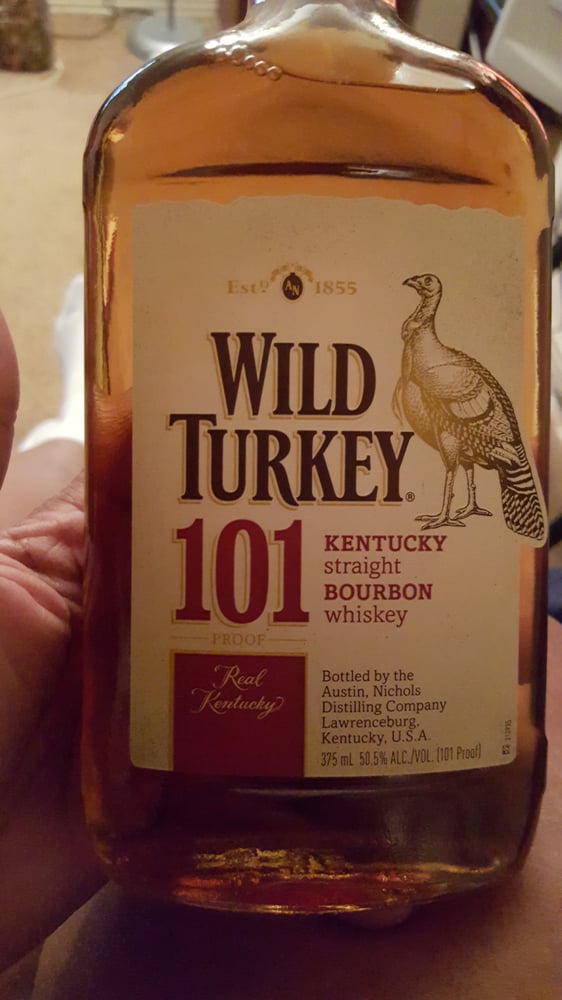 Estd AN 1855
WILD
TURKEY®
101
PROOF
KENTUCKY
straight
BOURBON
whiskey
Real
Kentucky
Bottled by the
Austin, Nichols
Distilling Company
Lawrenceburg,
Kentucky, U.S.A.
375 mL 50.5% ALC./VOL. (101 Proof)